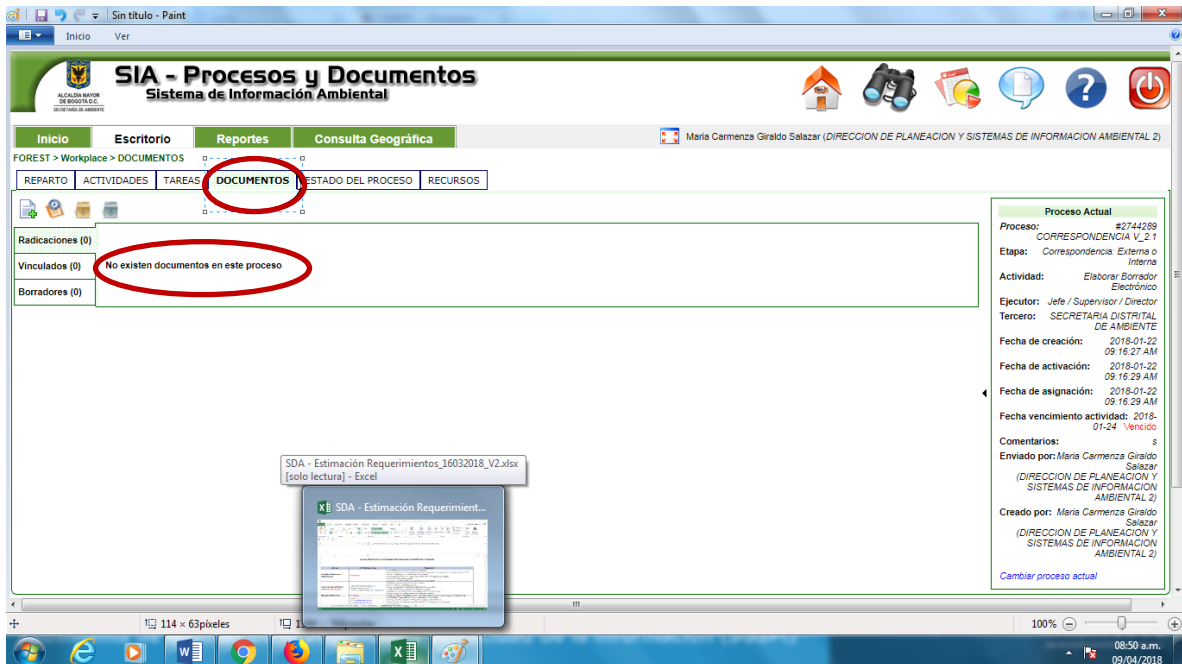 Sin título - Paint
Inicio Ver
SIA - Procesos y Documentos
Sistema de Información Ambiental
ALCALDÍA MAYOR
DE BOGOTÁ D.C.
SECRETARÍA DE AMBIENTE
Inicio Escritorio Reportes Consulta Geográfica
Maria Carmenza Giraldo Salazar (DIRECCION DE PLANEACION Y SISTEMAS DE INFORMACION AMBIENTAL 2)
FOREST > Workplace > DOCUMENTOS
REPARTO ACTIVIDADES TAREAS DOCUMENTOS ESTADO DEL PROCESO RECURSOS
Radicaciones (0)
Vinculados (0)
Borradores (0)
No existen documentos en este proceso
Proceso Actual
Proceso: #2744289
CORRESPONDENCIA V_2.1
Etapa: Correspondencia: Externa o
Interna
Actividad: Elaborar Borrador
Electrónico
Ejecutor: Jefe / Supervisor / Director
Tercero: SECRETARIA DISTRITAL
DE AMBIENTE
Fecha de creación: 2018-01-22
09:16:27 AM
Fecha de activación: 2018-01-22
09:16:29 AM
Fecha de asignación: 2018-01-22
09:16:29 AM
Fecha vencimiento actividad: 2018-
01-24 Vencido
Comentarios: s
Enviado por: Maria Carmenza Giraldo
Salazar
(DIRECCION DE PLANEACION Y
SISTEMAS DE INFORMACION
AMBIENTAL 2)
Creado por: Maria Carmenza Giraldo
Salazar
(DIRECCION DE PLANEACION Y
SISTEMAS DE INFORMACION
AMBIENTAL 2)
Cambiar proceso actual
SDA - Estimación Requerimientos_16032018_V2.xlsx
[solo lectura] - Excel
SDA - Estimación Requerimient...
114 × 63píxeles
100%
08:50 a.m.
09/04/2018